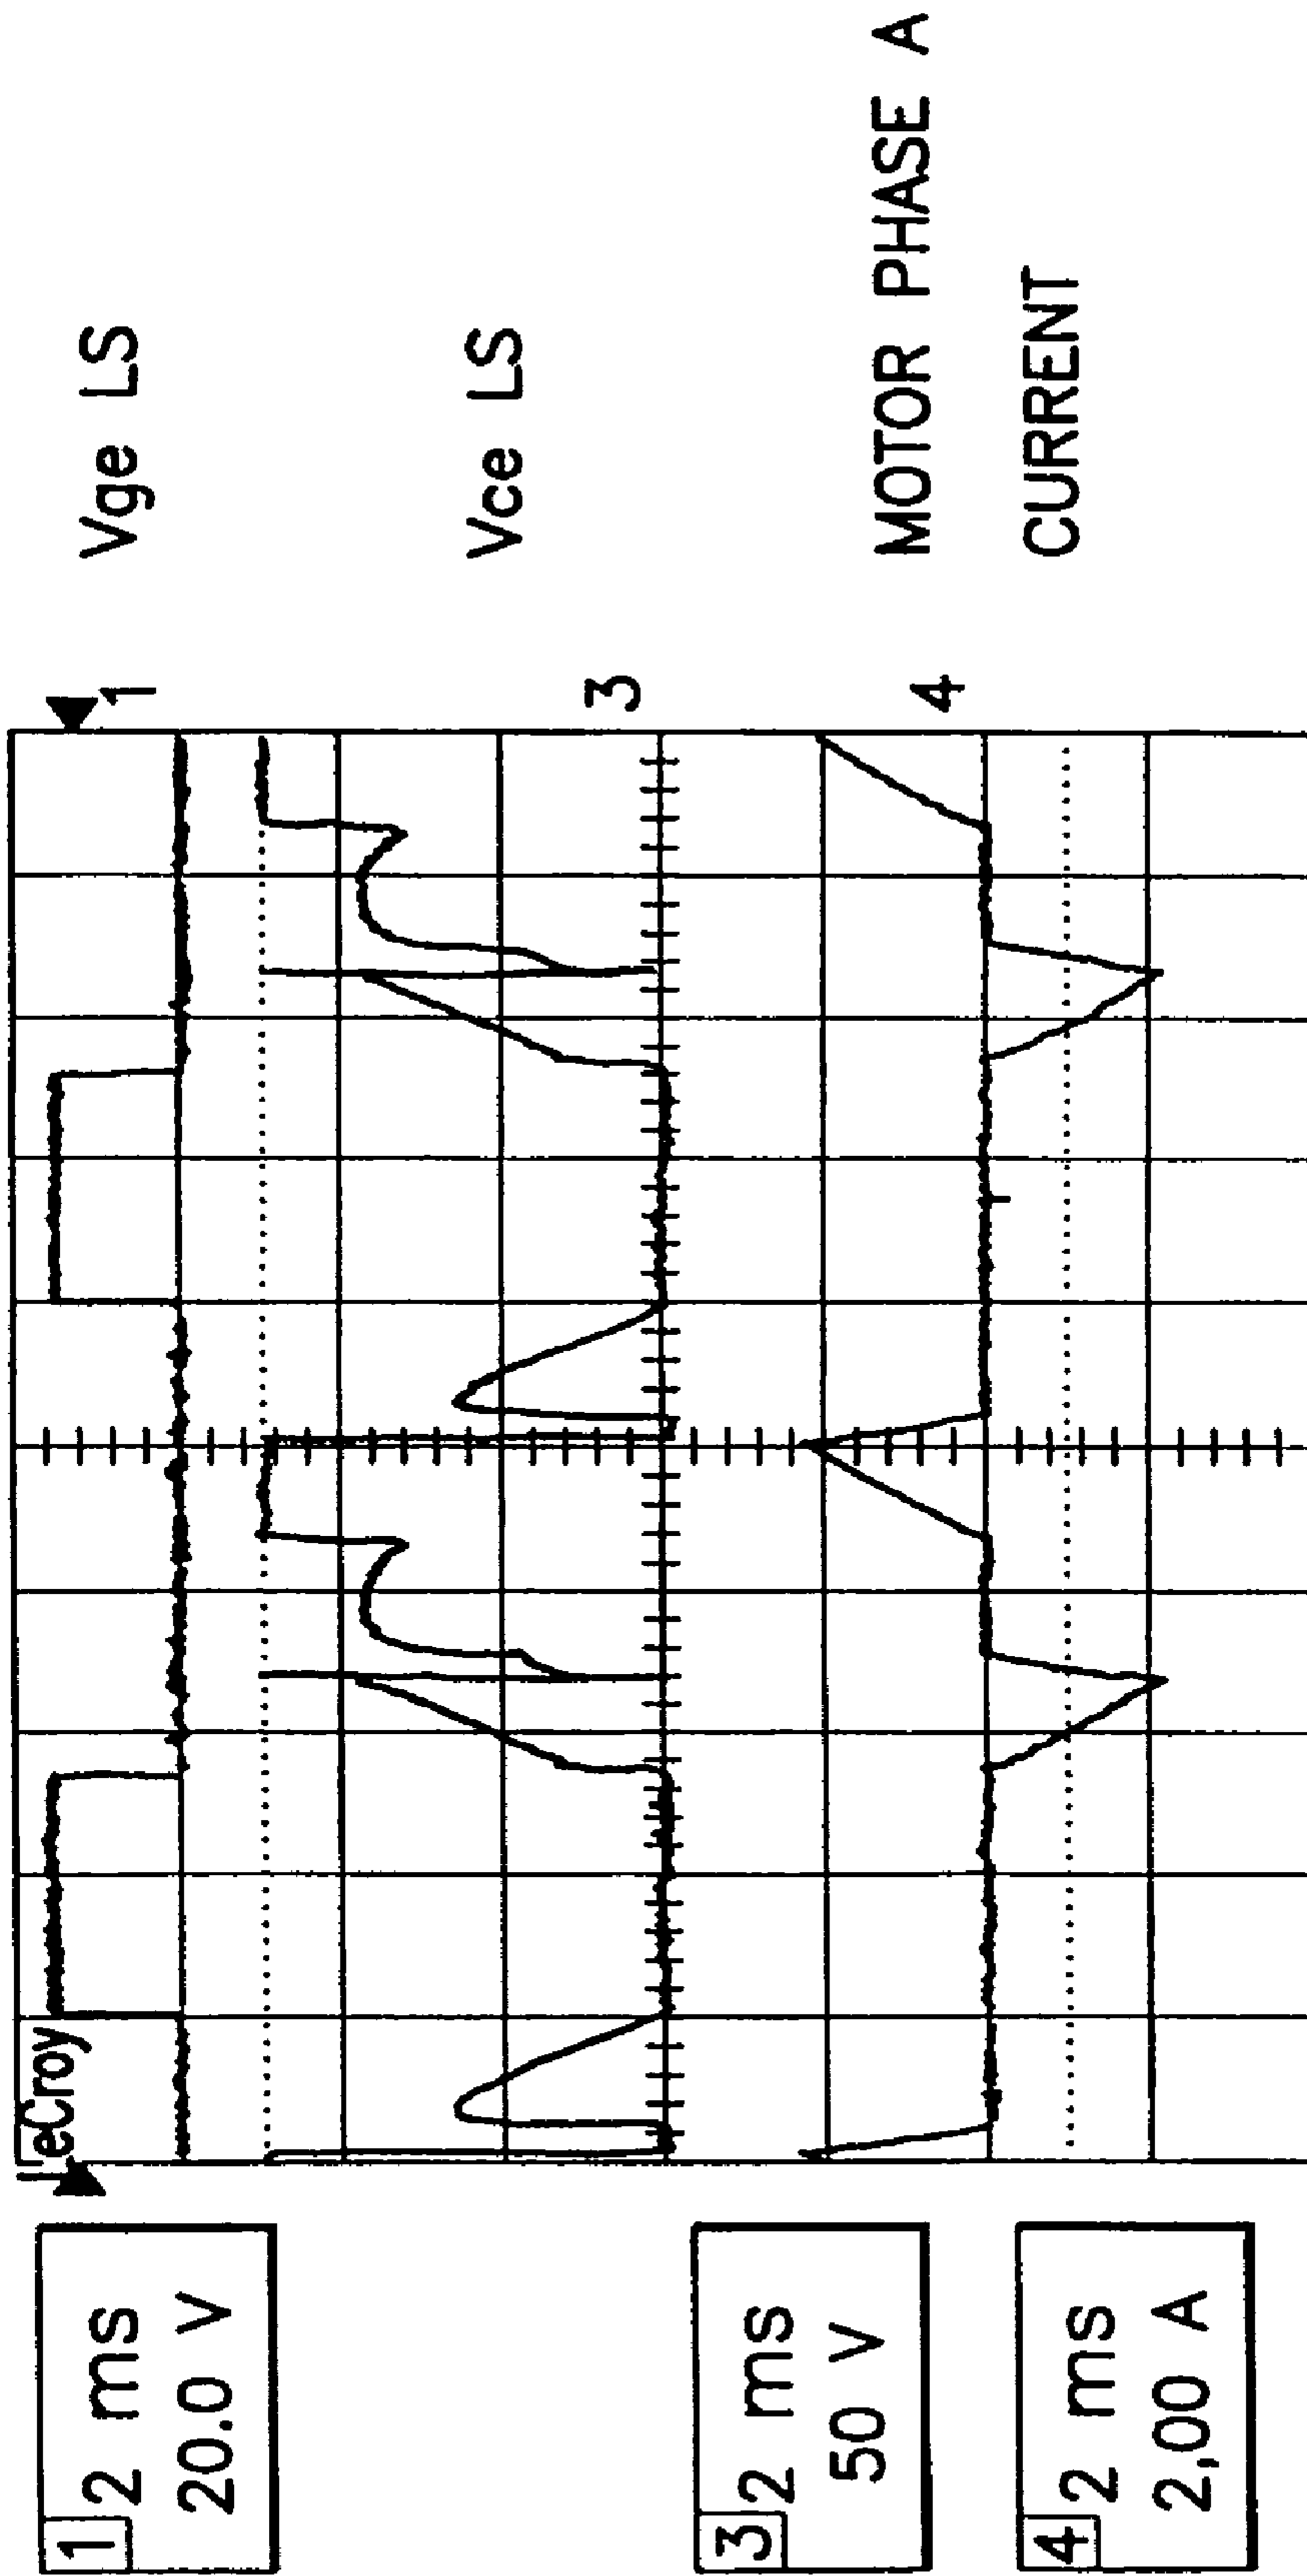 LeCroy
1
2 ms
20.0 V
3
2 ms
50 V
4
2 ms
2,00 A
1
3
4
Vge LS
Vce LS
MOTOR PHASE A
CURRENT